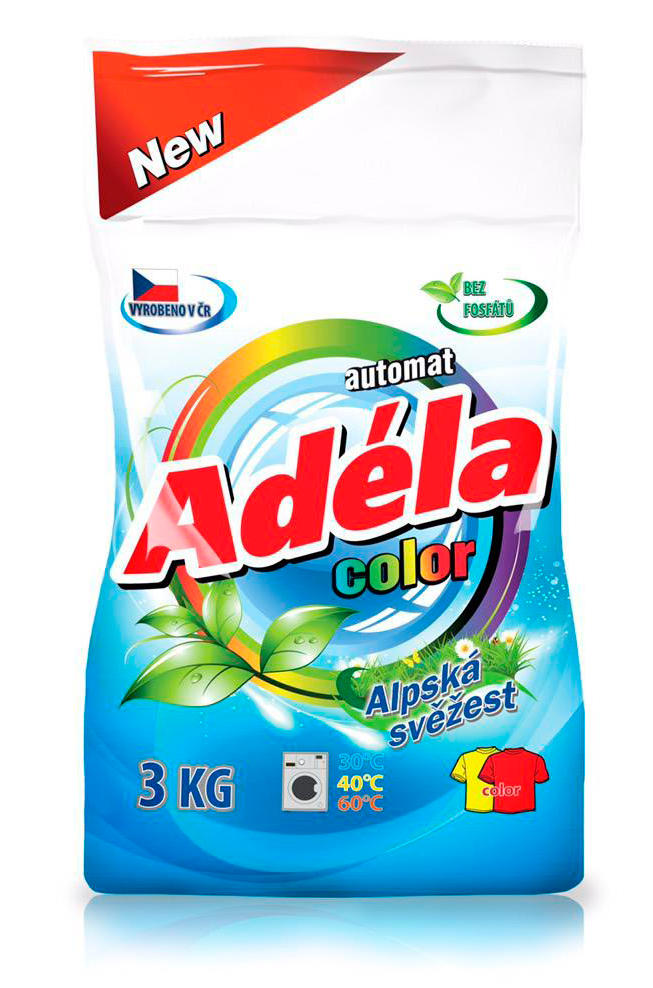 New
VYROBENO V ČR
BEZ
FOSFÁTŮ
automat
Adéla
color
Alpská
svěžest
3 KG
30°C
40°C
60°C
color